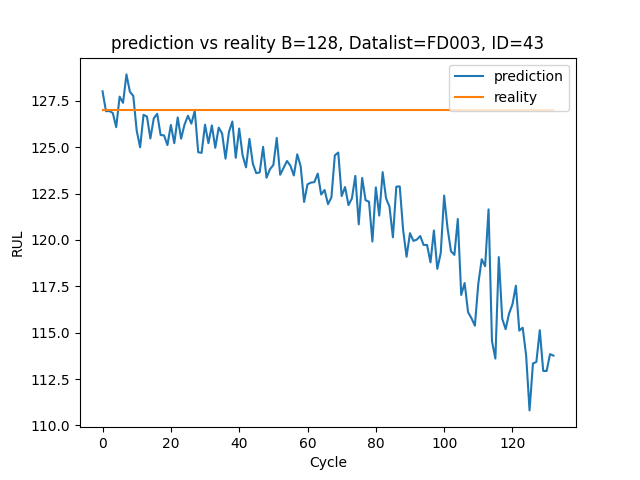 prediction vs reality B=128, Datalist=FD003, ID=43
prediction
reality
127.5
125.0
122.5
120.0
117.5
115.0
112.5
110.0
RUL
0 20 40 60 80 100 120
Cycle